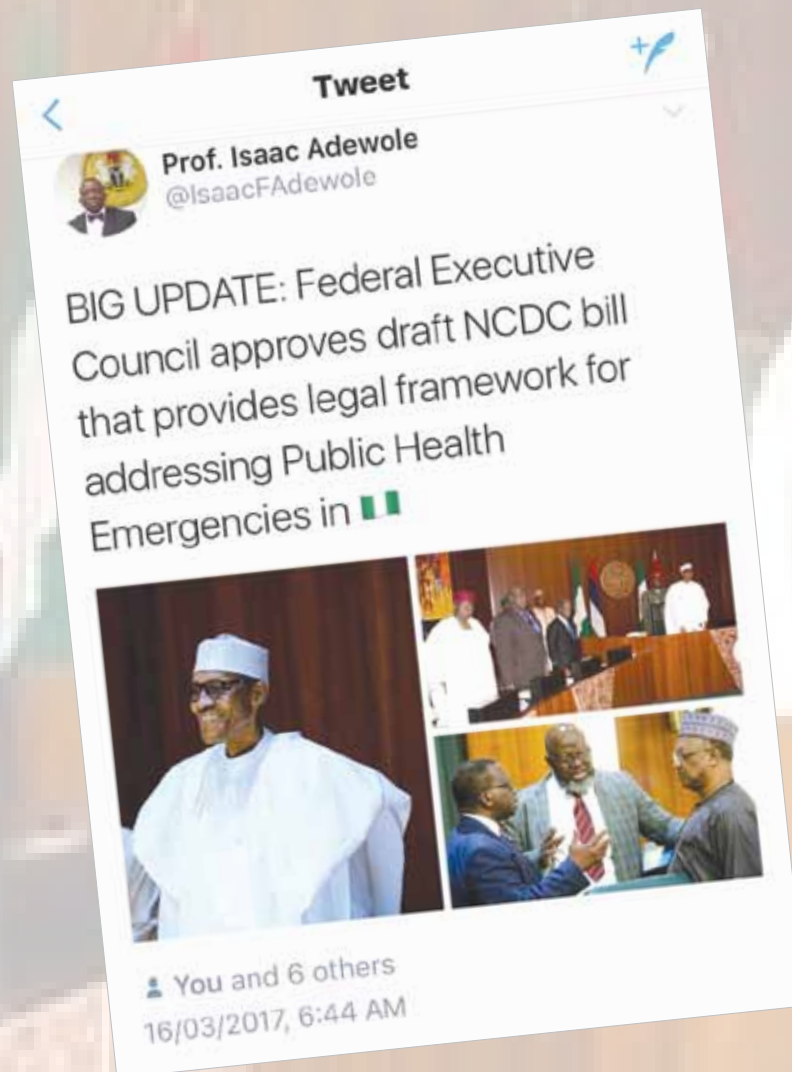 Tweet
Prof. Isaac Adewole
@IsaacFAdewole
BIG UPDATE: Federal Executive
Council approves draft NCDC bill
that provides legal framework for
addressing Public Health
Emergencies in 🇳🇬
You and 6 others
16/03/2017, 6:44 AM